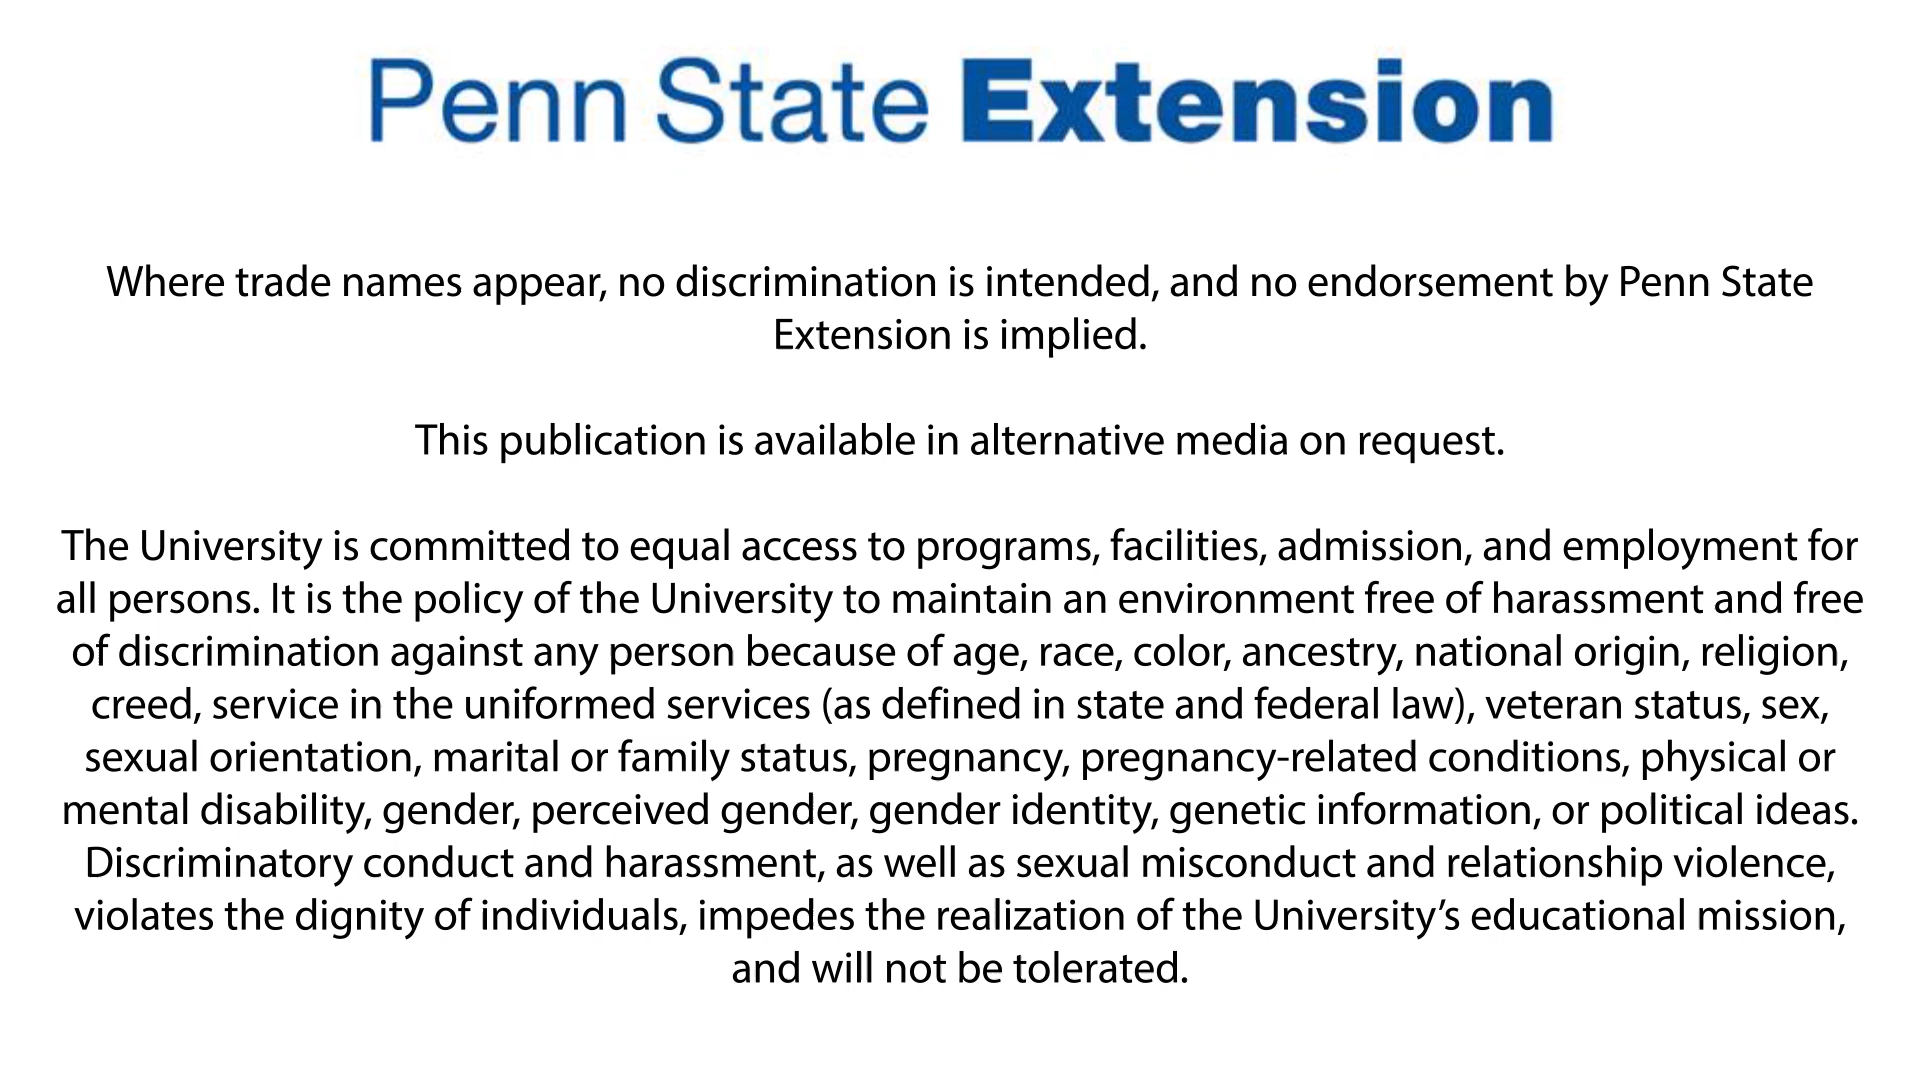 Penn State Extension
Where trade names appear, no discrimination is intended, and no endorsement by Penn State
Extension is implied.
This publication is available in alternative media on request.
The University is committed to equal access to programs, facilities, admission, and employment for
all persons. It is the policy of the University to maintain an environment free of harassment and free
of discrimination against any person because of age, race, color, ancestry, national origin, religion,
creed, service in the uniformed services (as defined in state and federal law), veteran status, sex,
sexual orientation, marital or family status, pregnancy, pregnancy-related conditions, physical or
mental disability, gender, perceived gender, gender identity, genetic information, or political ideas.
Discriminatory conduct and harassment, as well as sexual misconduct and relationship violence,
violates the dignity of individuals, impedes the realization of the University’s educational mission,
and will not be tolerated.